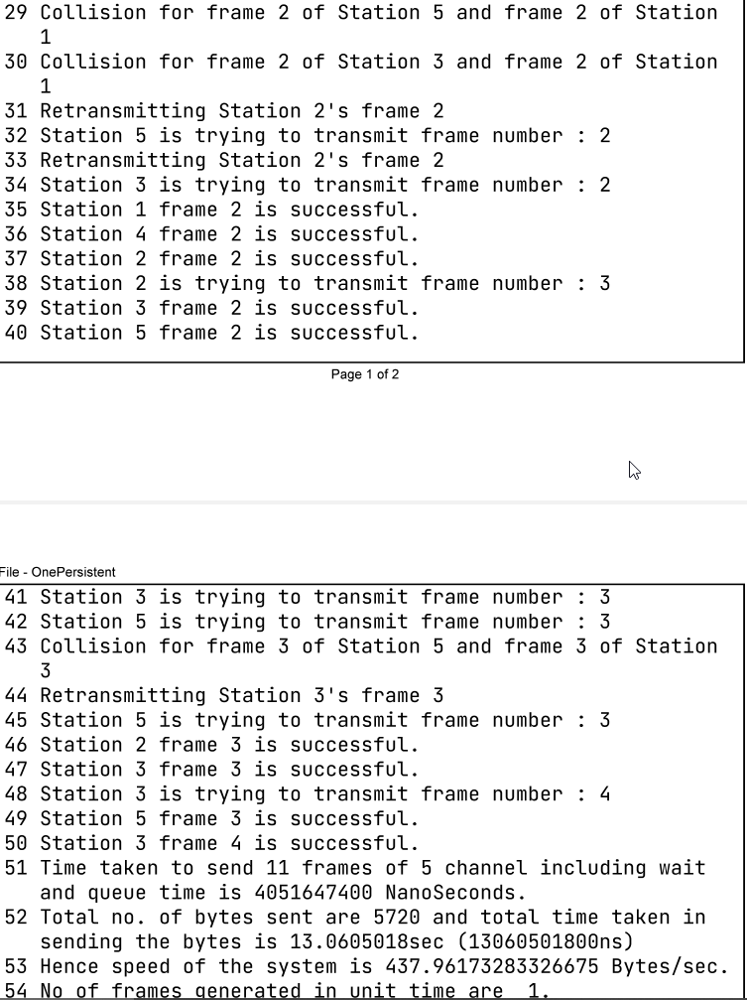 29 Collision for frame 2 of Station 5 and frame 2 of Station
1
30 Collision for frame 2 of Station 3 and frame 2 of Station
1
31 Retransmitting Station 2's frame 2
32 Station 5 is trying to transmit frame number : 2
33 Retransmitting Station 2's frame 2
34 Station 3 is trying to transmit frame number : 2
35 Station 1 frame 2 is successful.
36 Station 4 frame 2 is successful.
37 Station 2 frame 2 is successful.
38 Station 2 is trying to transmit frame number : 3
39 Station 3 frame 2 is successful.
40 Station 5 frame 2 is successful.
Page 1 of 2
File - OnePersistent
41 Station 3 is trying to transmit frame number : 3
42 Station 5 is trying to transmit frame number : 3
43 Collision for frame 3 of Station 5 and frame 3 of Station
3
44 Retransmitting Station 3's frame 3
45 Station 5 is trying to transmit frame number : 3
46 Station 2 frame 3 is successful.
47 Station 3 frame 3 is successful.
48 Station 3 is trying to transmit frame number : 4
49 Station 5 frame 3 is successful.
50 Station 3 frame 4 is successful.
51 Time taken to send 11 frames of 5 channel including wait
and queue time is 4051647400 NanoSeconds.
52 Total no. of bytes sent are 5720 and total time taken in
sending the bytes is 13.0605018sec (13060501800ns)
53 Hence speed of the system is 437.96173283326675 Bytes/sec.
54 No of frames generated in unit time are  1.